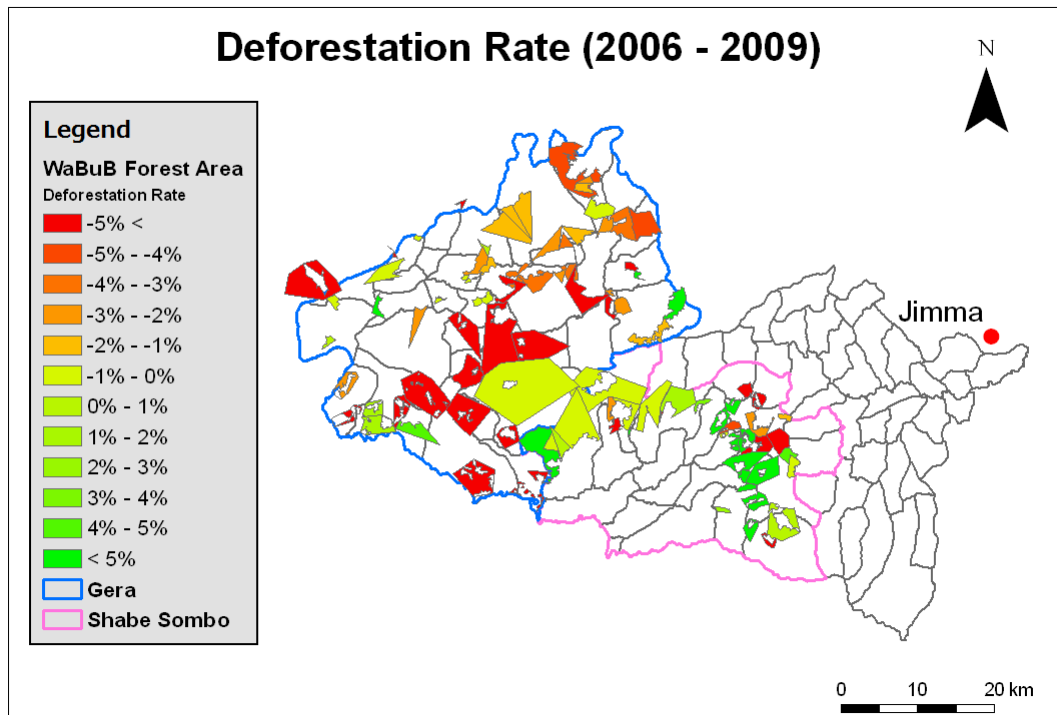 Deforestation Rate (2006 - 2009)
N
Legend
WaBuB Forest Area
Deforestation Rate
-5% <
-5% - -4%
-4% - -3%
-3% - -2%
-2% - -1%
-1% - 0%
0% - 1%
1% - 2%
2% - 3%
3% - 4%
4% - 5%
< 5%
Gera
Shabe Sombo
Jimma
0 10 20 km